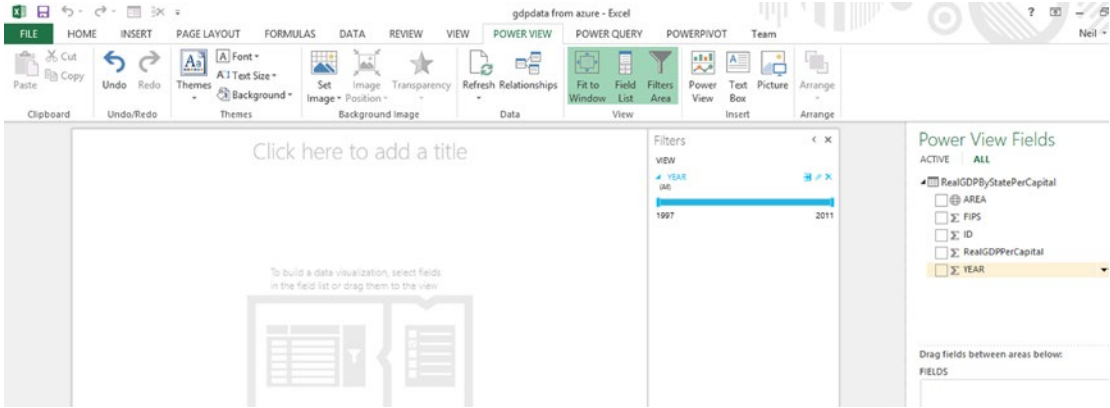 gdpdata from azure - Excel
FILE HOME INSERT PAGE LAYOUT FORMULAS DATA REVIEW VIEW POWER VIEW POWER QUERY POWERPIVOT Team Neil
Cut
Copy
Paste
Clipboard
Undo Redo
Undo/Redo
Themes
Font
Text Size
Background
Themes
Set Image
Image Position
Transparency
Background Image
Refresh Relationships
Data
Fit to Window
Field List
Filters Area
View
Power View
Text Box
Picture
Insert
Arrange
Arrange
Click here to add a title
To build a data visualization, select fields
in the field list or drag them to the view
Filters
VIEW
YEAR
(All)
1997 2011
Power View Fields
ACTIVE ALL
RealGDPByStatePerCapital
AREA
FIPS
ID
RealGDPPerCapital
YEAR
Drag fields between areas below:
FIELDS